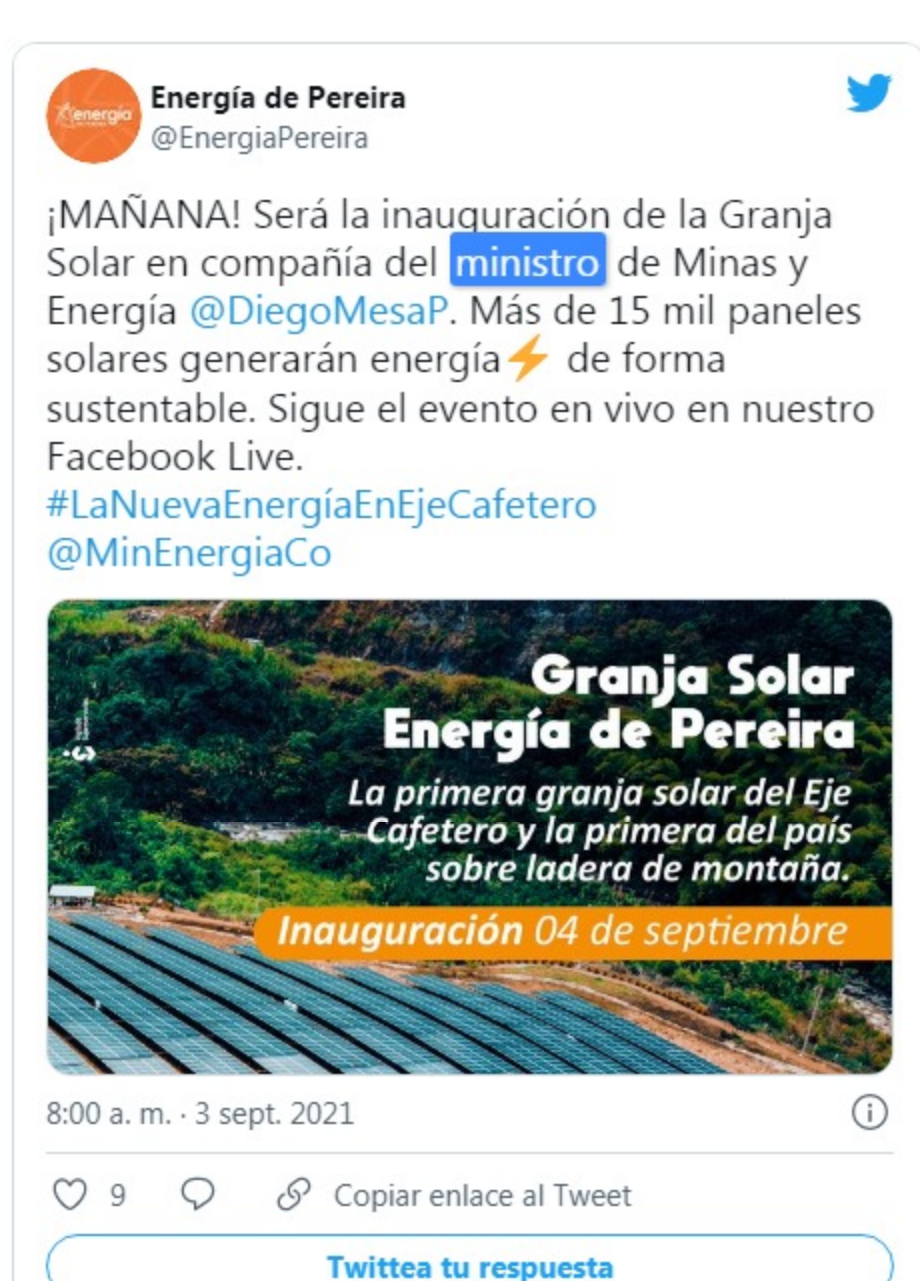 energía
Energía de Pereira
@EnergiaPereira
¡MAÑANA! Será la inauguración de la Granja
Solar en compañía del ministro de Minas y
Energía @DiegoMesaP. Más de 15 mil paneles
solares generarán energía⚡ de forma
sustentable. Sigue el evento en vivo en nuestro
Facebook Live.
#LaNuevaEnergíaEnEjeCafetero
@MinEnergiaCo
Granja Solar
Energía de Pereira
La primera granja solar del Eje
Cafetero y la primera del país
sobre ladera de montaña.
Inauguración 04 de septiembre
8:00 a. m. · 3 sept. 2021
9
Copiar enlace al Tweet
Twittea tu respuesta